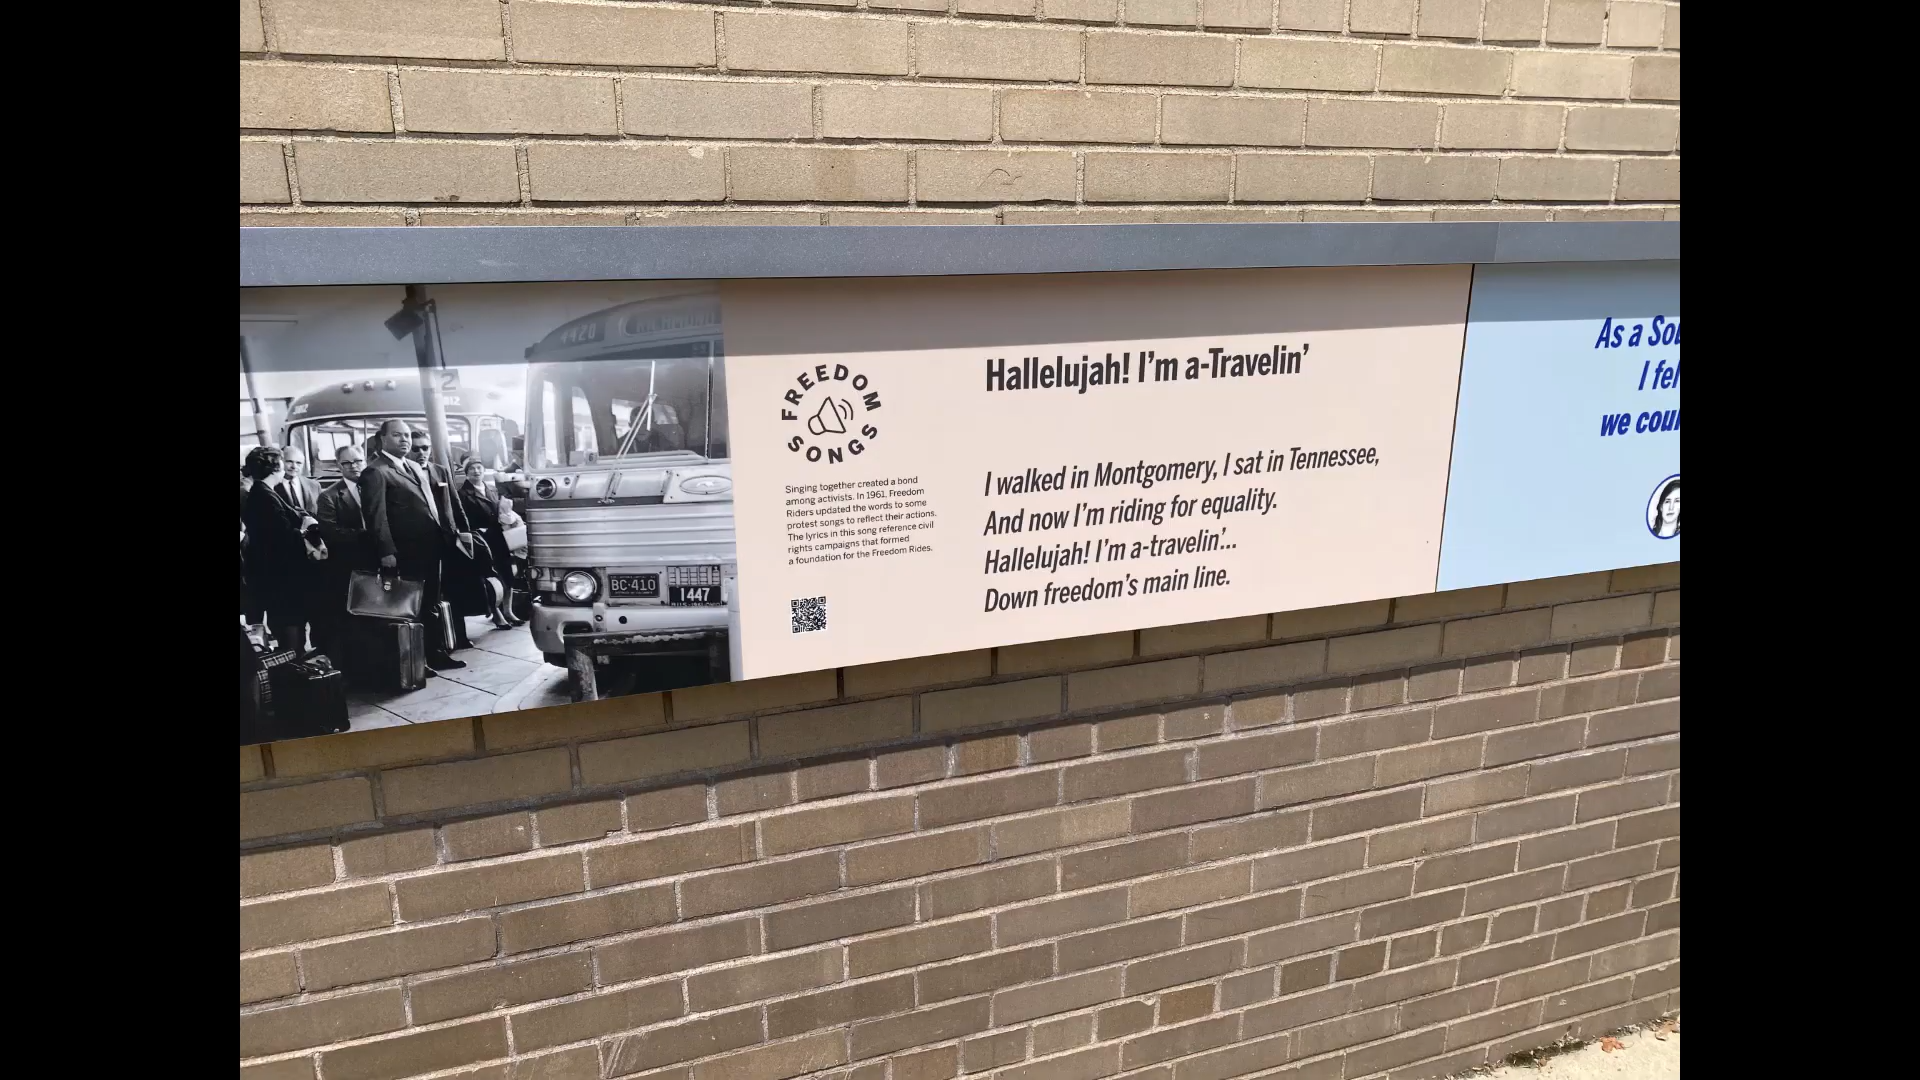 4420
RICHMOND
2
BC·410
1447
FREEDOM
SONGS
Singing together created a bond
among activists. In 1961, Freedom
Riders updated the words to some
protest songs to reflect their actions.
The lyrics in this song reference civil
rights campaigns that formed
a foundation for the Freedom Rides.
Hallelujah! I'm a-Travelin'
I walked in Montgomery, I sat in Tennessee,
And now I'm riding for equality.
Hallelujah! I'm a-travelin'...
Down freedom's main line.
As a
I
we